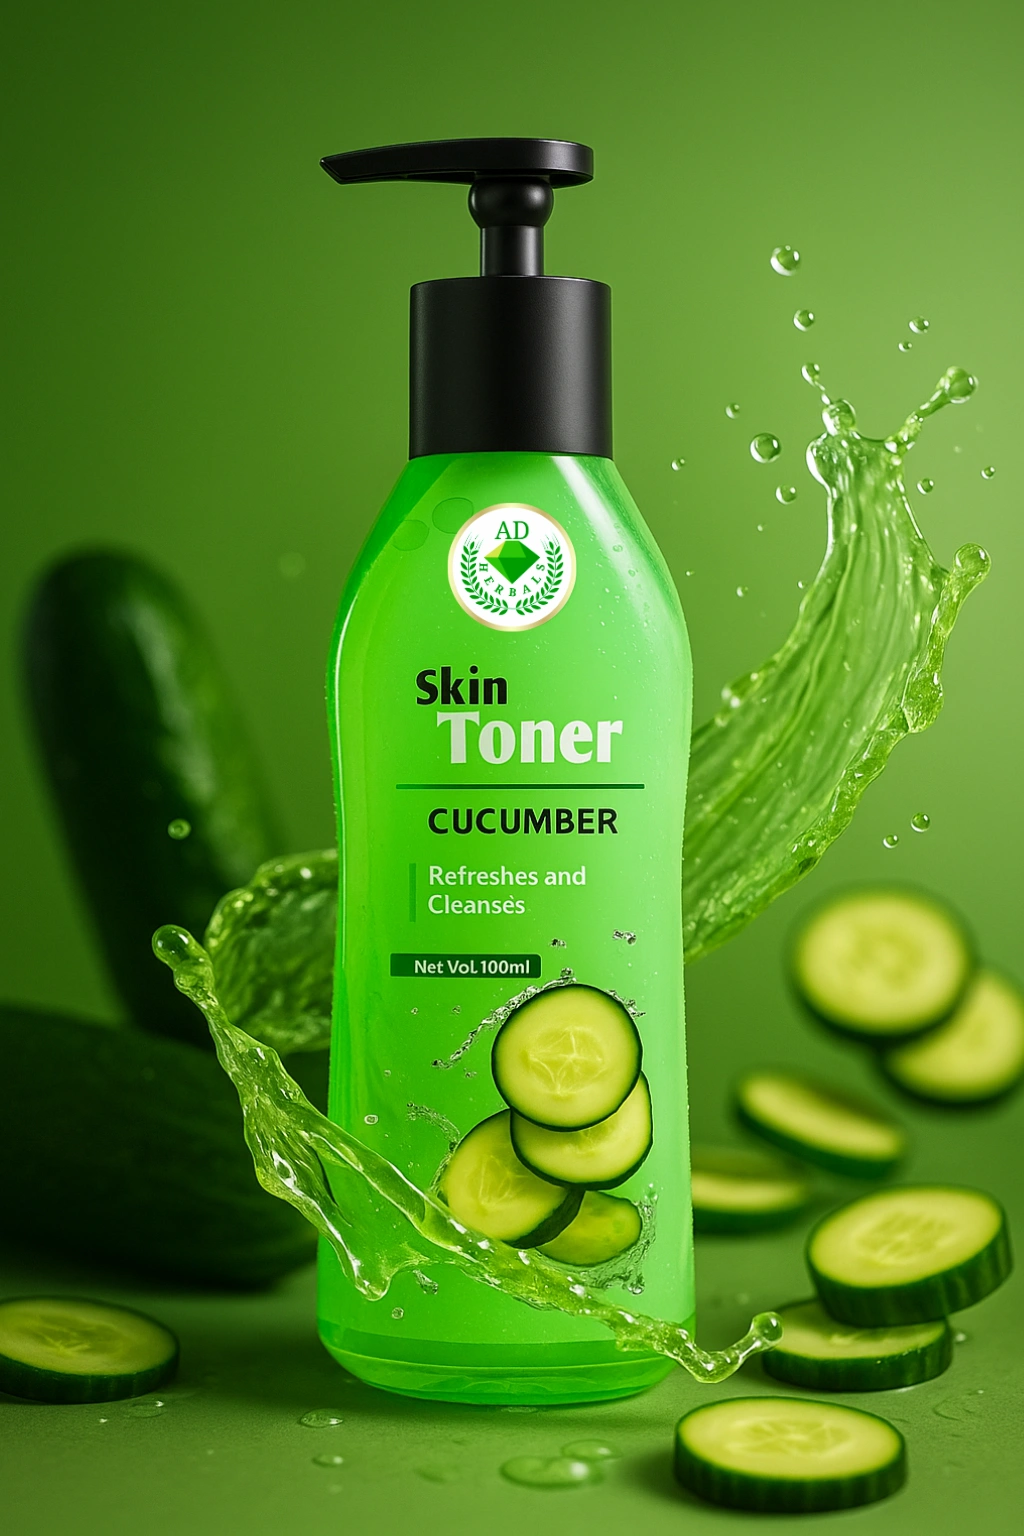 AD
HERBALS
Skin
Toner
CUCUMBER
Refreshes and
Cleanses
Net Vol.100ml